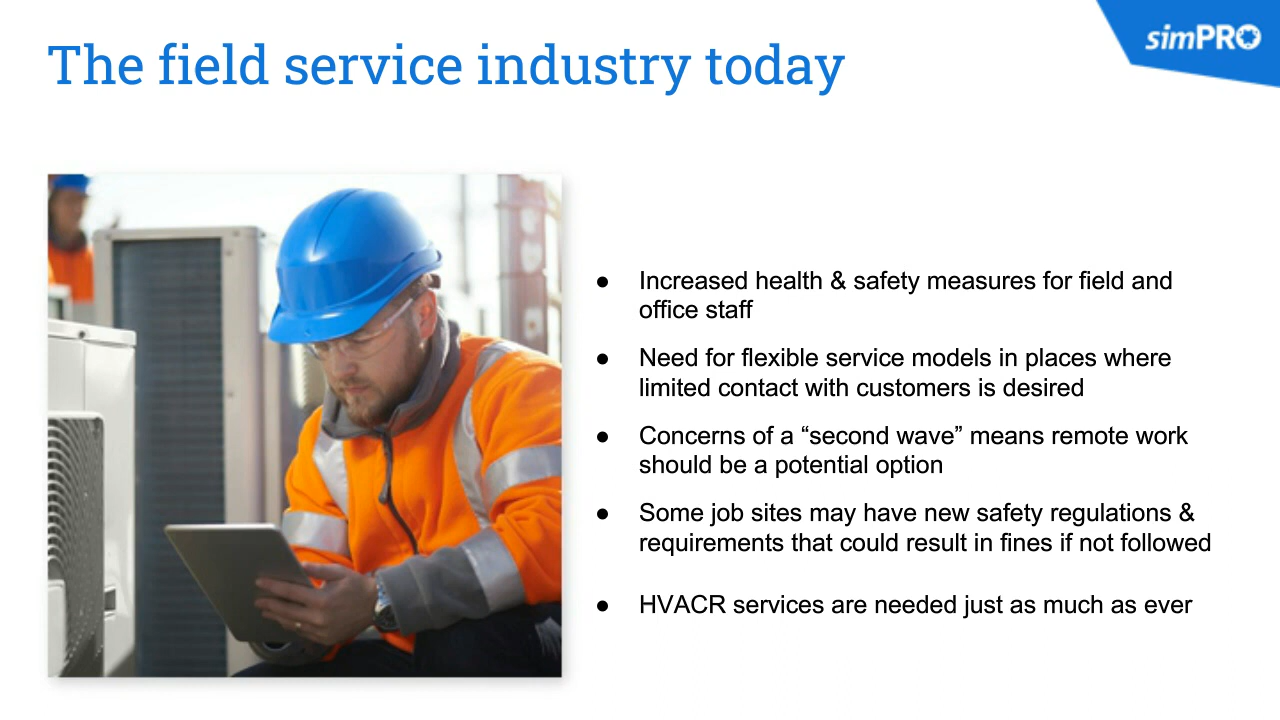 The field service industry today
simPRO
● Increased health & safety measures for field and
office staff
● Need for flexible service models in places where
limited contact with customers is desired
● Concerns of a “second wave” means remote work
should be a potential option
● Some job sites may have new safety regulations &
requirements that could result in fines if not followed
● HVACR services are needed just as much as ever